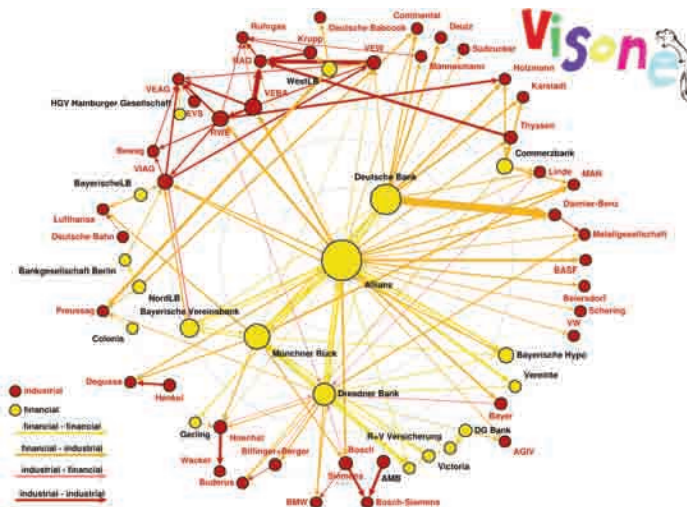 Visone
Ruhrgas
Continental
Deutz
Deutsche Babcock
Krupp
Südzucker
RAG
VEW
Mannesmann
Holzmann
WestLB
Karstadt
VEAG
VEBA
HGV Hamburger Gesellschaft
EVS
RWE
Thyssen
Commerzbank
Bewag
VIAG
Deutsche Bank
Linde
MAN
BayerischeLB
Daimler-Benz
Lufthansa
Metallgesellschaft
Deutsche Bahn
BASF
Bankgesellschaft Berlin
Allianz
NordLB
Beiersdorf
Preussag
Bayerische Vereinsbank
Schering
VW
Colonia
Münchner Rück
Bayerische Hypo
Degussa
Vereinte
Henkel
Dresdner Bank
industrial
financial
Bayer
financial - financial
Gerling
Hoechst
R+V Versicherung
DG Bank
financial - industrial
Bilfinger+Berger
Bosch
AGIV
industrial - financial
Wacker
Siemens
AMB
Victoria
industrial - industrial
Buderus
BMW
Bosch-Siemens